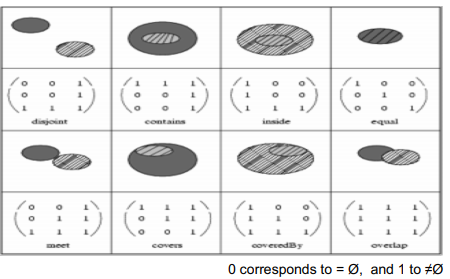 0 0 1 1 1 1 1 0 0 1 0 0
0 0 1 0 0 1 1 0 0 0 1 0
1 1 1 0 0 1 1 1 1 0 0 1
disjoint contains inside equal
0 0 1 1 1 1 1 0 0 1 1 1
0 1 1 0 1 1 1 1 0 1 1 1
1 1 1 0 0 1 1 1 1 1 1 1
meet covers coveredBy overlap
0 corresponds to = Ø, and 1 to ≠Ø